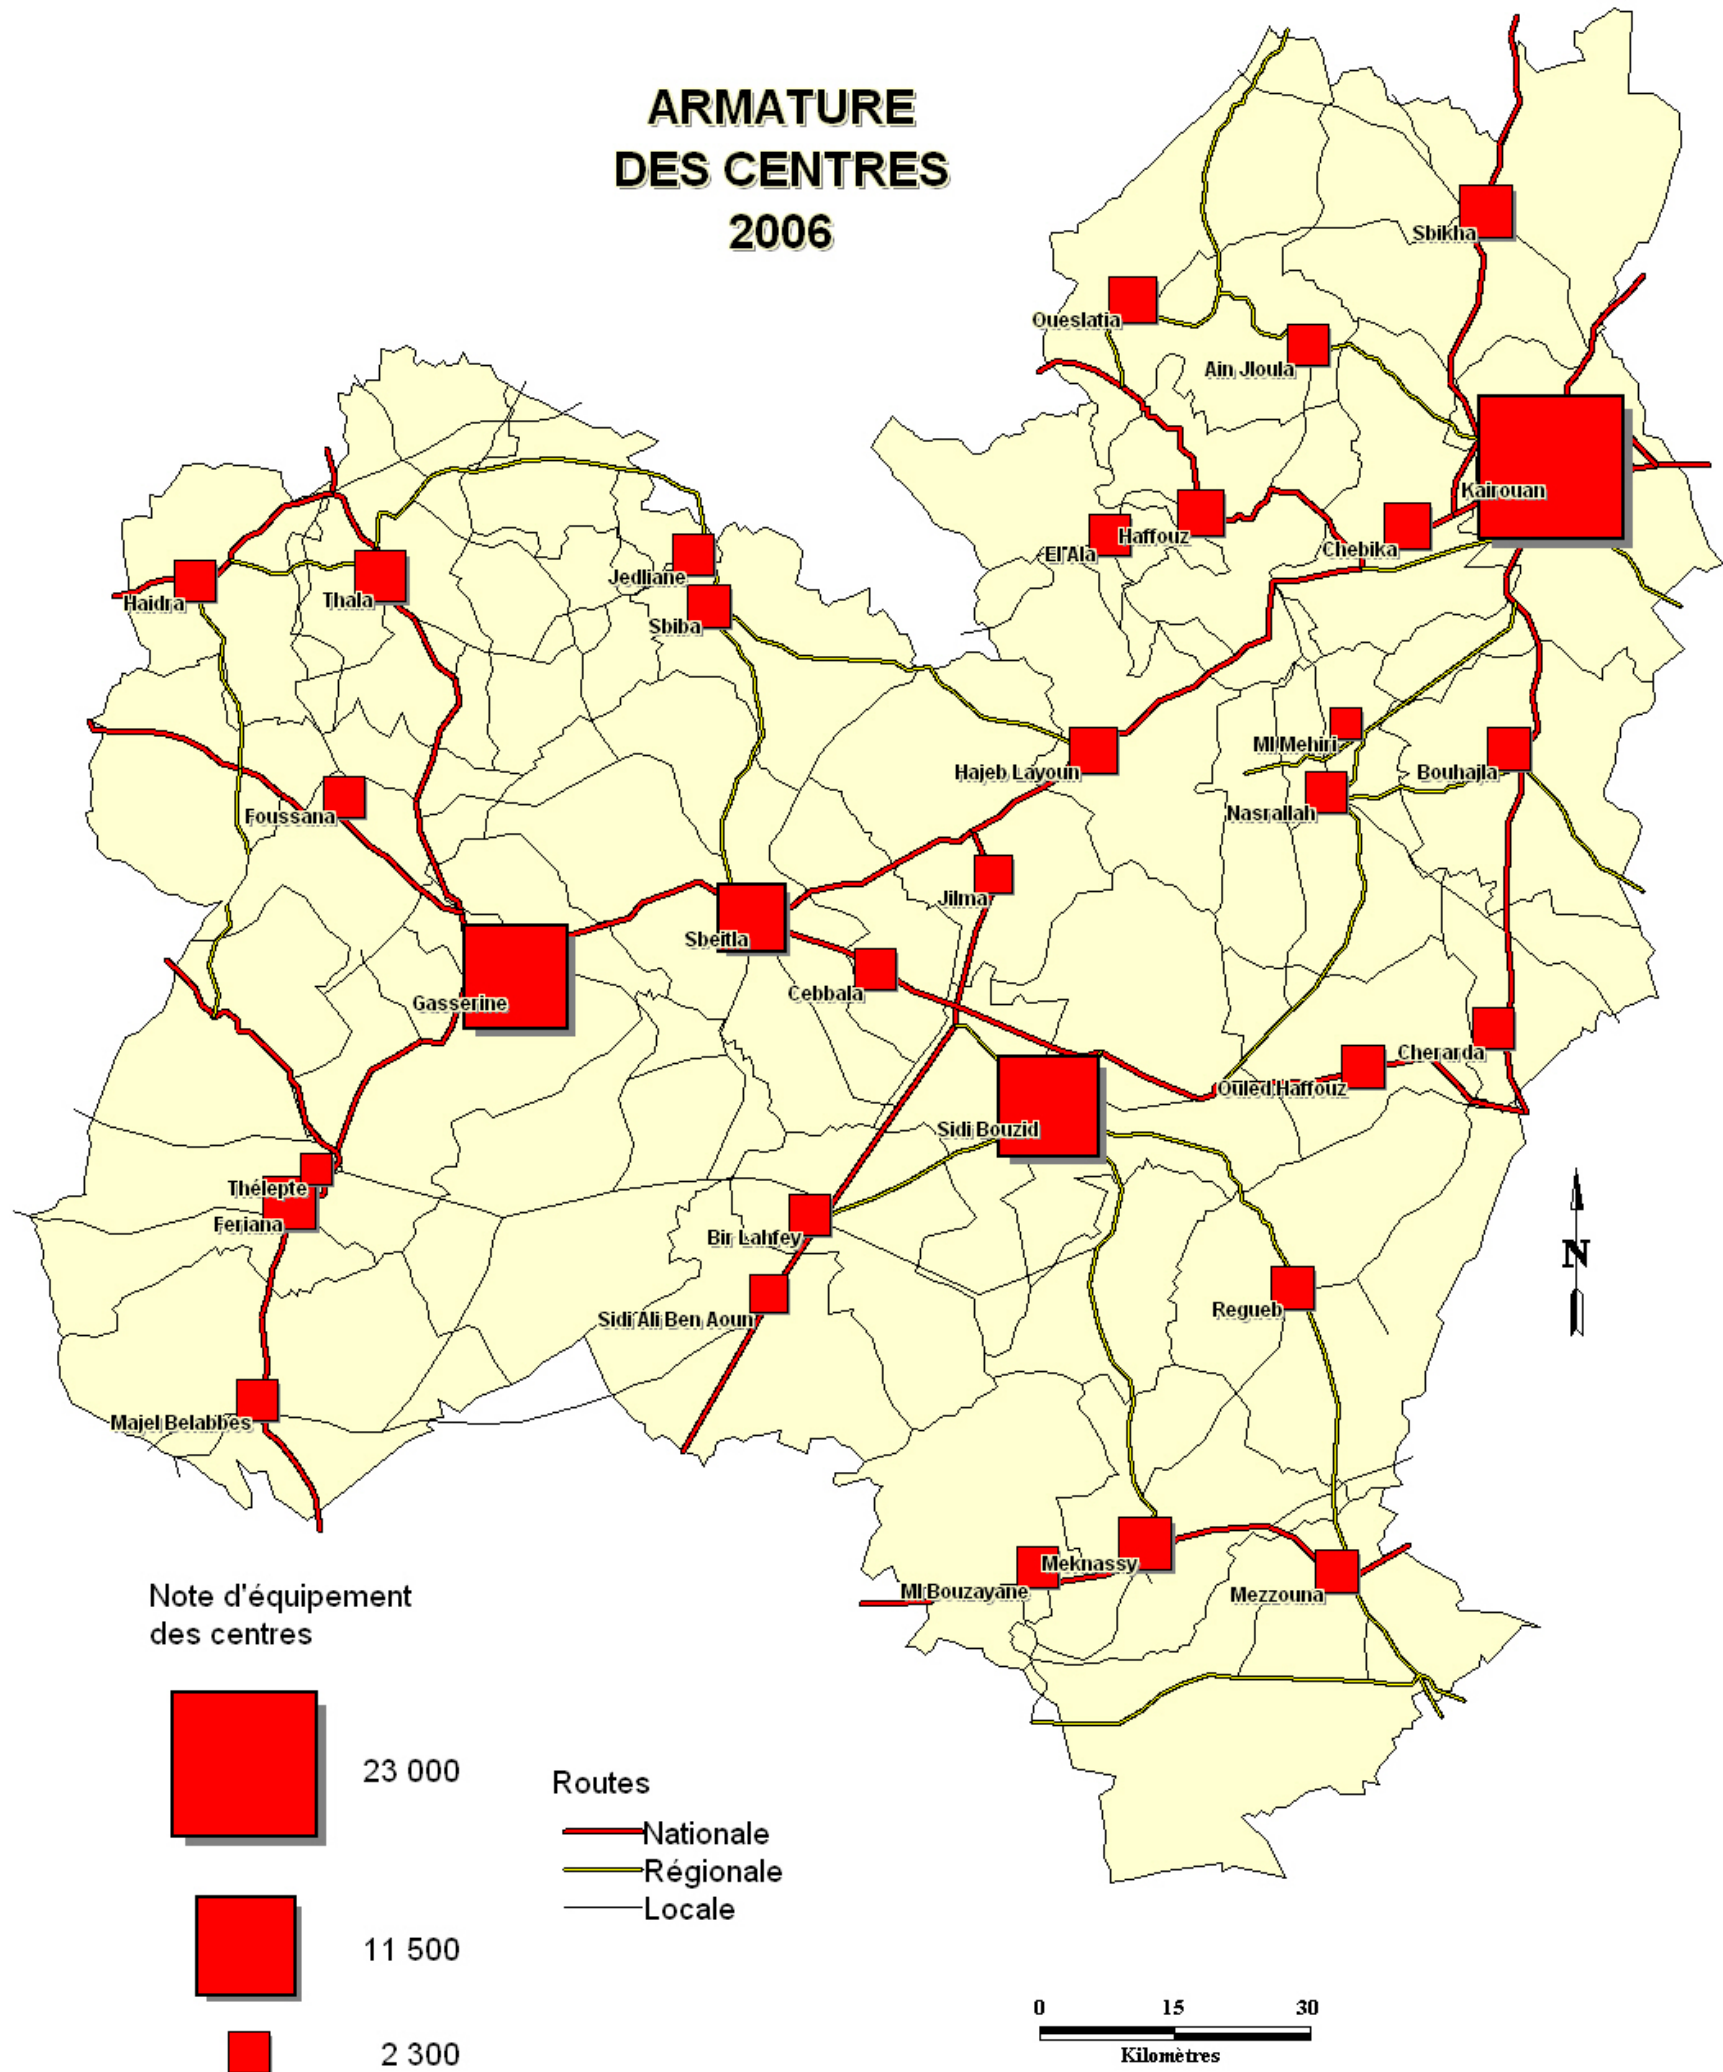 ARMATURE
DES CENTRES
2006
Sbikha
Oueslatia
Ain Jloula
Kairouan
Haffouz
Chebika
El Ala
Jedliane
Haidra
Thala
Sbiba
Ml Mehiri
Hajeb Layoun
Bouhajla
Nasrallah
Foussana
Jilma
Sbeitla
Cebbala
Gasserine
Cherarda
Ouled Haffouz
Sidi Bouzid
Thélepte
Feriana
Bir Lahfey
Regueb
Sidi Ali Ben Aoun
Majel Belabbes
N
Meknassy
Ml Bouzayane
Mezzouna
Note d'équipement
des centres
23 000
11 500
2 300
Routes
Nationale
Régionale
Locale
0 15 30
Kilomètres